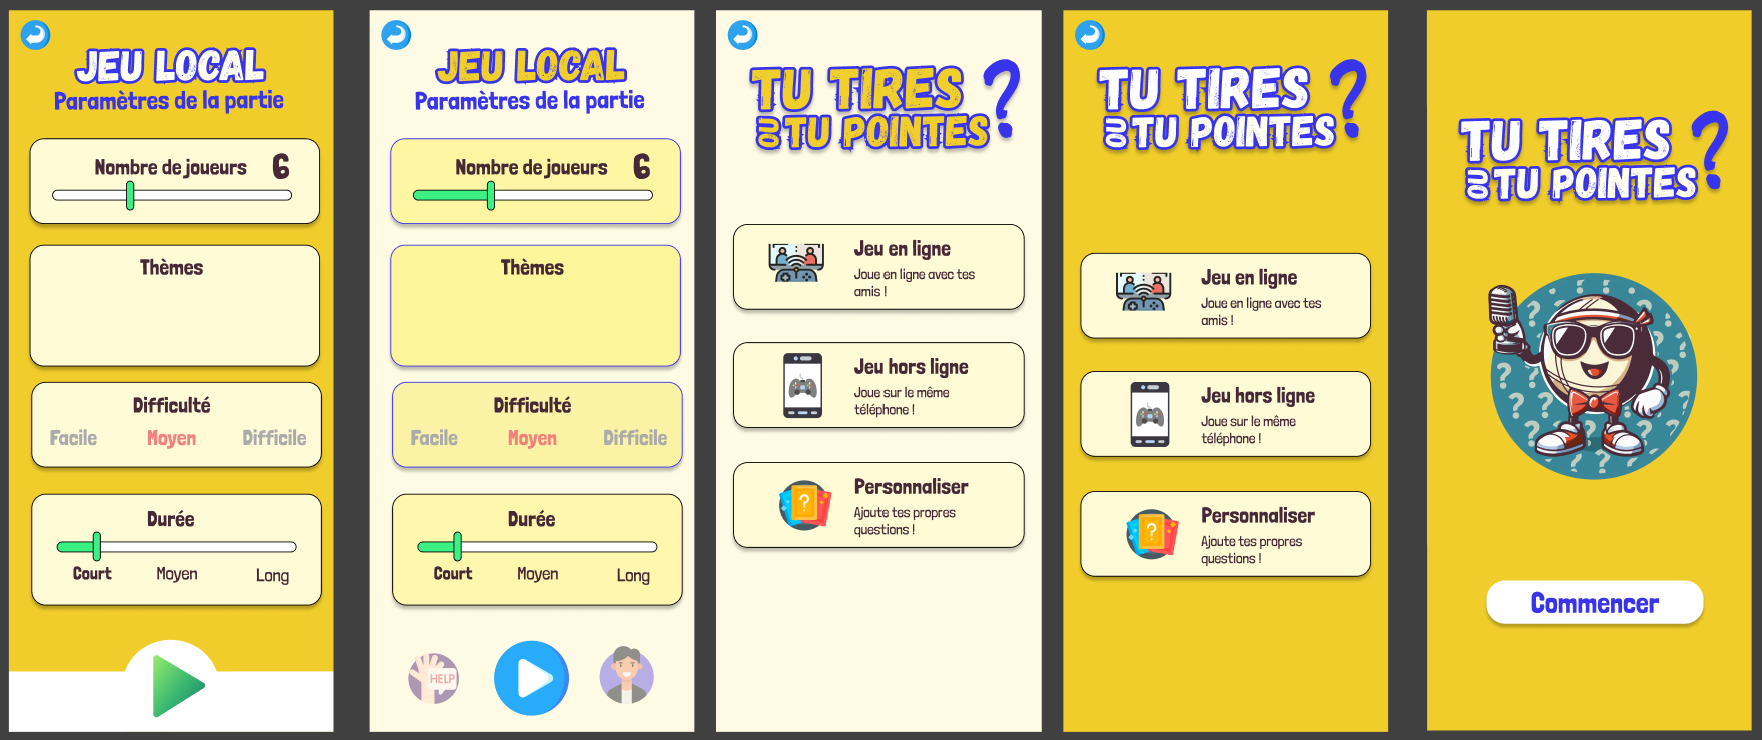 JEU LOCAL
Paramètres de la partie
Nombre de joueurs 6
Thèmes
Difficulté
Facile Moyen Difficile
Durée
Court Moyen Long
JEU LOCAL
Paramètres de la partie
Nombre de joueurs 6
Thèmes
Difficulté
Facile Moyen Difficile
Durée
Court Moyen Long
HELP
TU TIRES ?
OU TU POINTES
Jeu en ligne
Joue en ligne avec tes
amis !
Jeu hors ligne
Joue sur le même
téléphone !
?
Personnaliser
Ajoute tes propres
questions !
TU TIRES ?
OU TU POINTES
Jeu en ligne
Joue en ligne avec tes
amis !
Jeu hors ligne
Joue sur le même
téléphone !
?
Personnaliser
Ajoute tes propres
questions !
TU TIRES ?
OU TU POINTES
Commencer